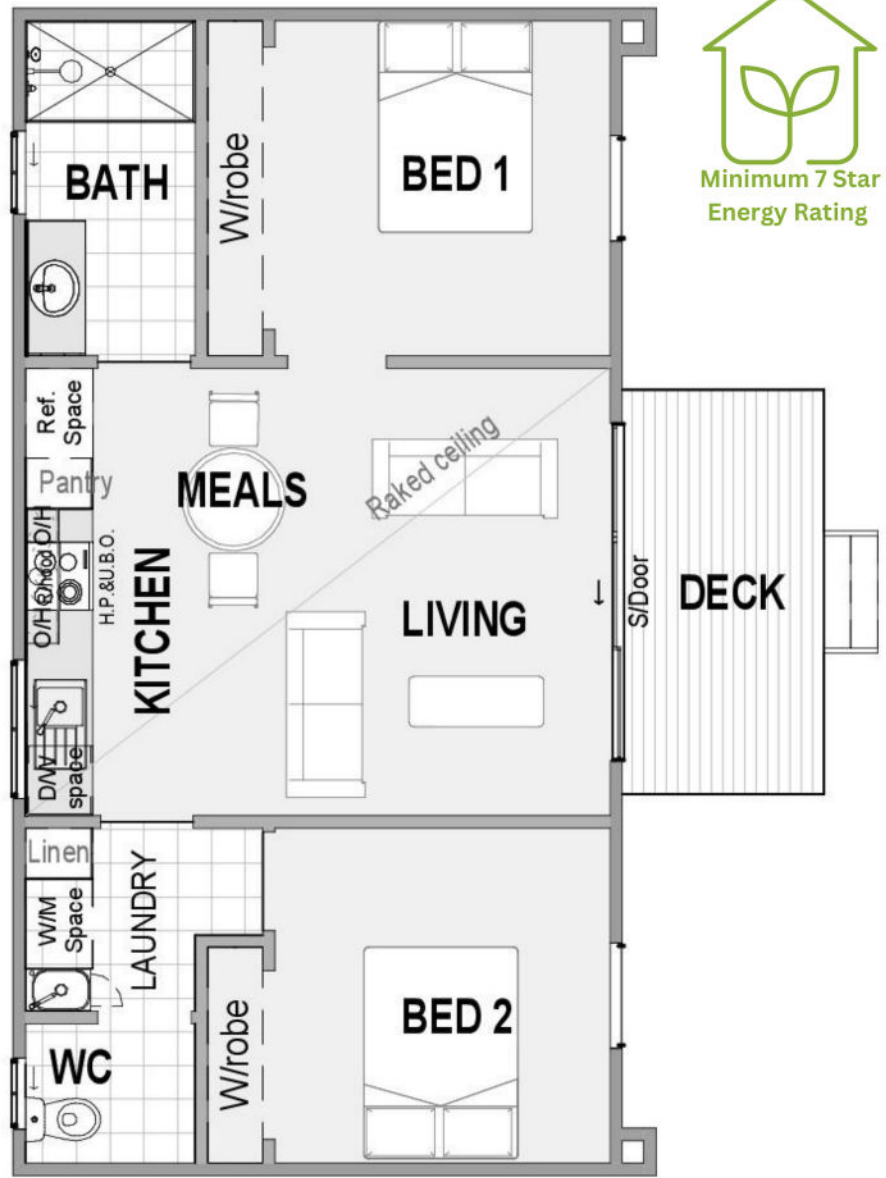 Minimum 7 Star
Energy Rating
BATH
W/robe
BED 1
Ref.
Space
Pantry
O/H
R/hood
O/H
H.P.&U.B.O.
KITCHEN
MEALS
Raked ceiling
LIVING
S/Door
DECK
D/W
space
Linen
W/M
Space
LAUNDRY
WC
W/robe
BED 2